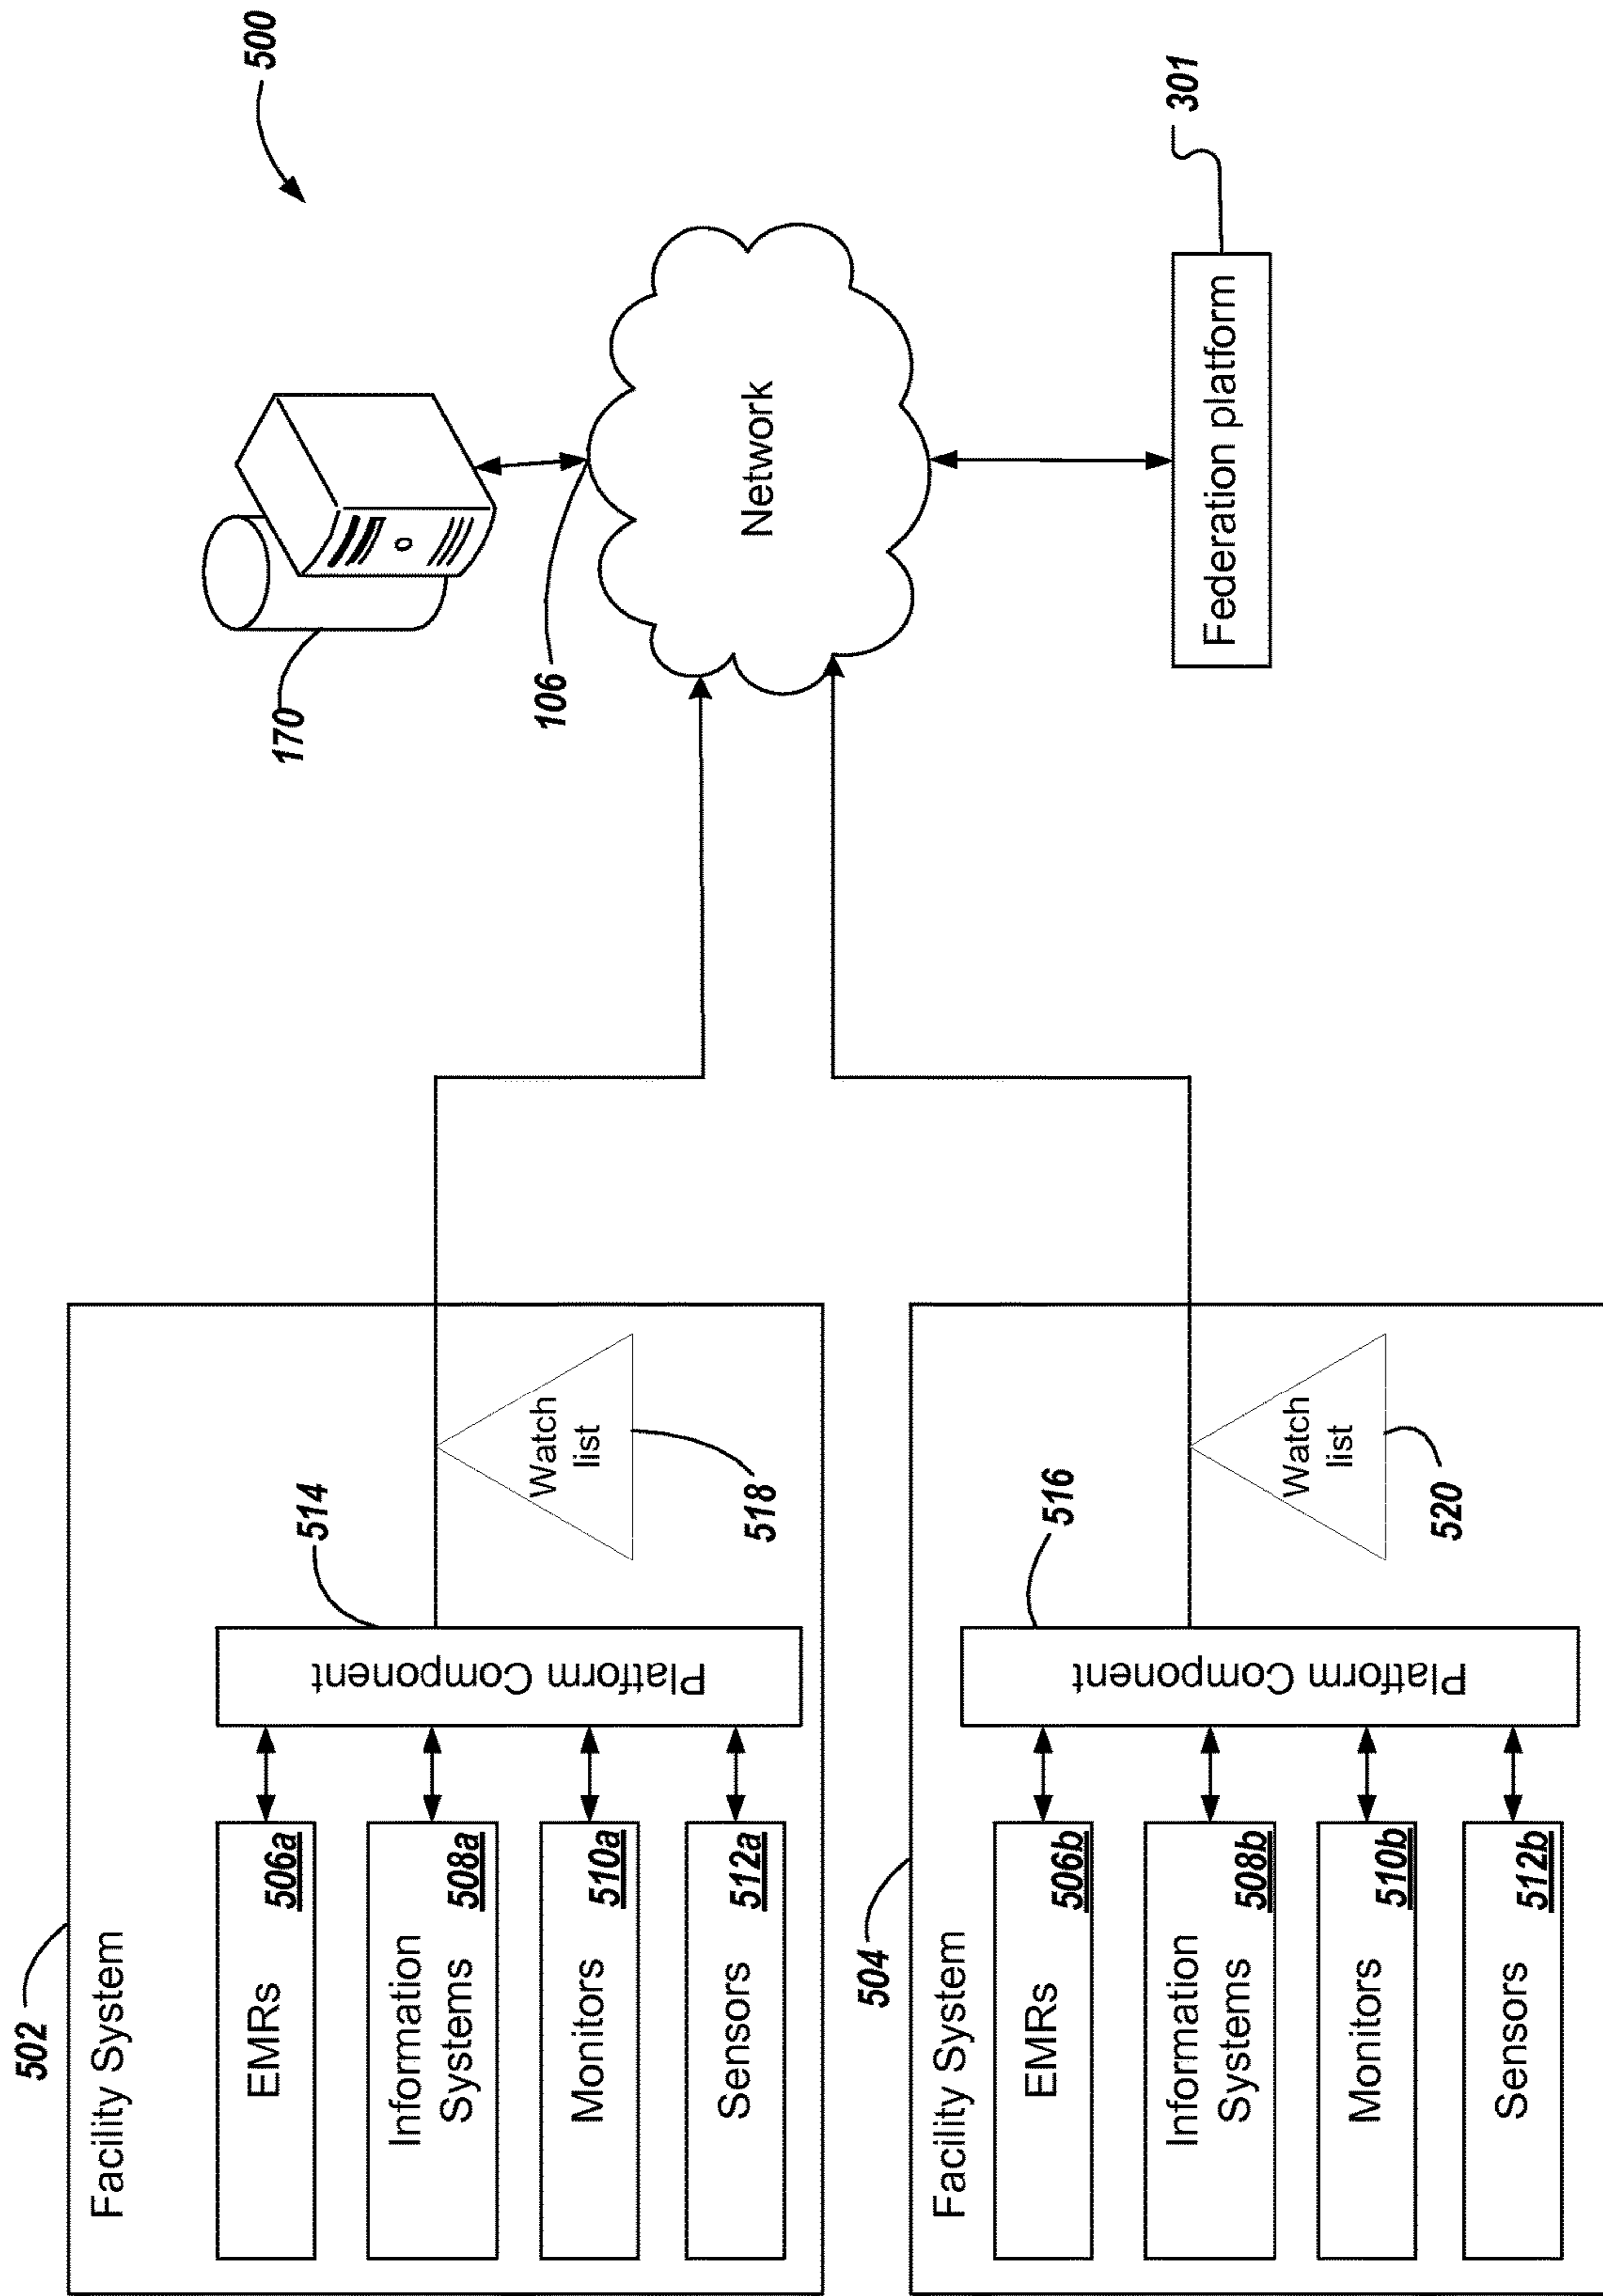 500
170
106
Network
Federation platform
301
502
Facility System
EMRs
506a
Information
Systems
508a
Monitors
510a
Sensors
512a
Platform Component
514
Watch
list
518
504
Facility System
EMRs
506b
Information
Systems
508b
Monitors
510b
Sensors
512b
Platform Component
516
Watch
list
520